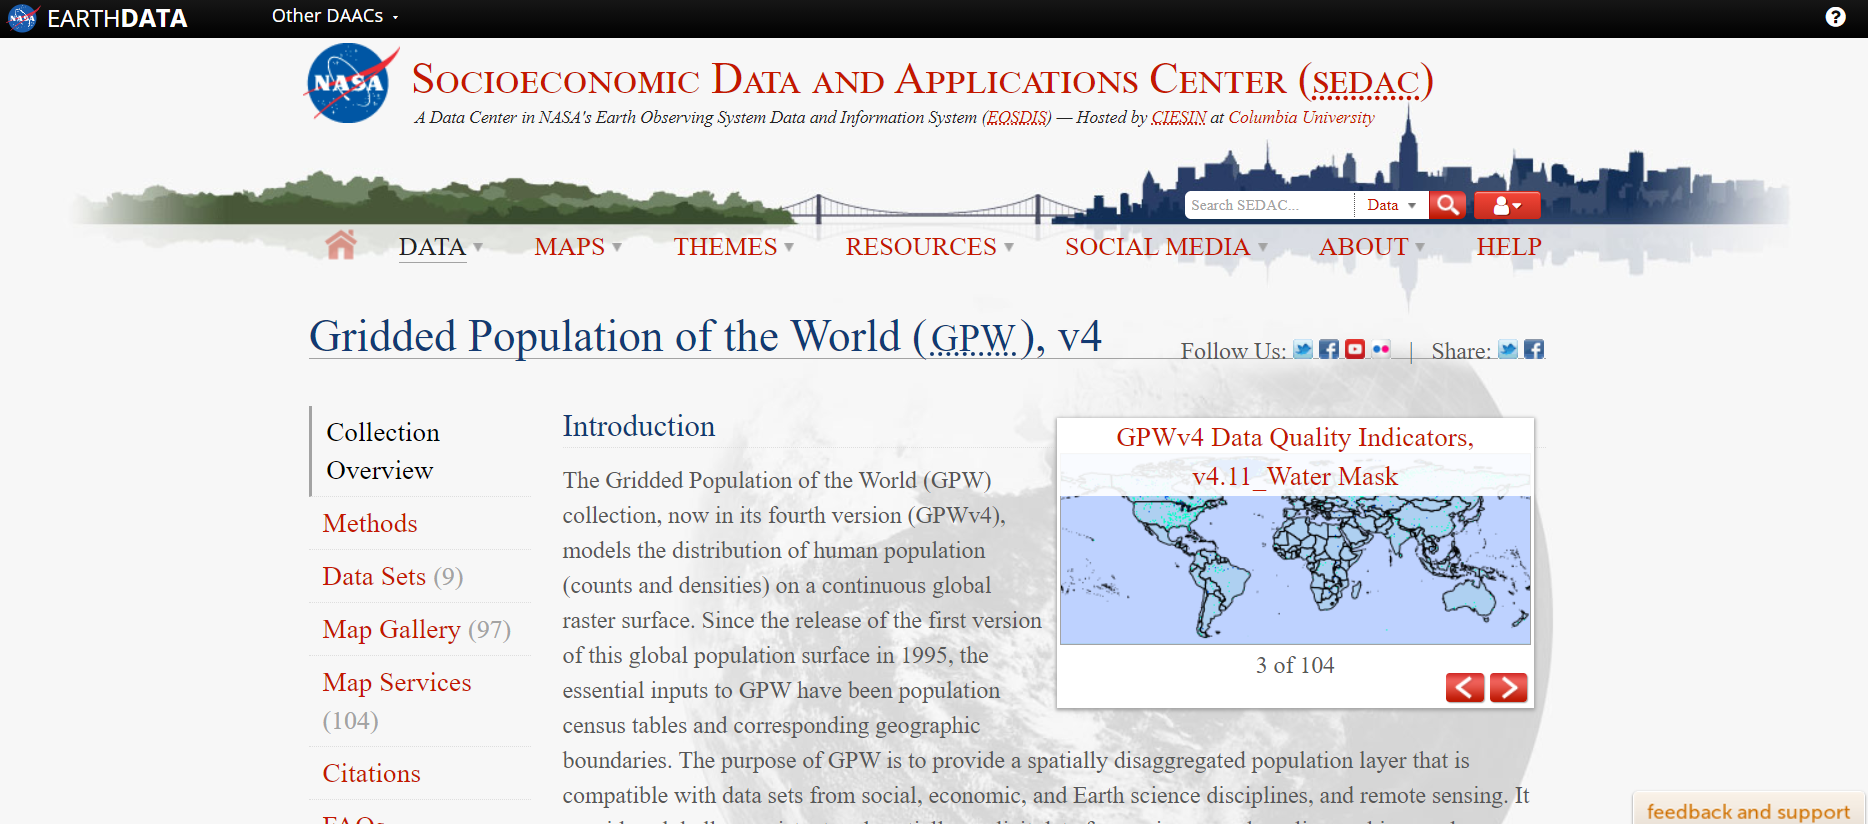 NASA EARTHDATA
Other DAACs
?
NASA
SOCIOECONOMIC DATA AND APPLICATIONS CENTER (SEDAC)
A Data Center in NASA's Earth Observing System Data and Information System (EOSDIS) — Hosted by CIESIN at Columbia University
Search SEDAC...
Data
DATA
MAPS
THEMES
RESOURCES
SOCIAL MEDIA
ABOUT
HELP
Gridded Population of the World (GPW), v4
Follow Us:
| Share:
Collection
Overview
Methods
Data Sets (9)
Map Gallery (97)
Map Services
(104)
Citations
Introduction
The Gridded Population of the World (GPW)
collection, now in its fourth version (GPWv4),
models the distribution of human population
(counts and densities) on a continuous global
raster surface. Since the release of the first version
of this global population surface in 1995, the
essential inputs to GPW have been population
census tables and corresponding geographic
boundaries. The purpose of GPW is to provide a spatially disaggregated population layer that is
compatible with data sets from social, economic, and Earth science disciplines, and remote sensing. It
GPWv4 Data Quality Indicators,
v4.11_Water Mask
3 of 104
feedback and support